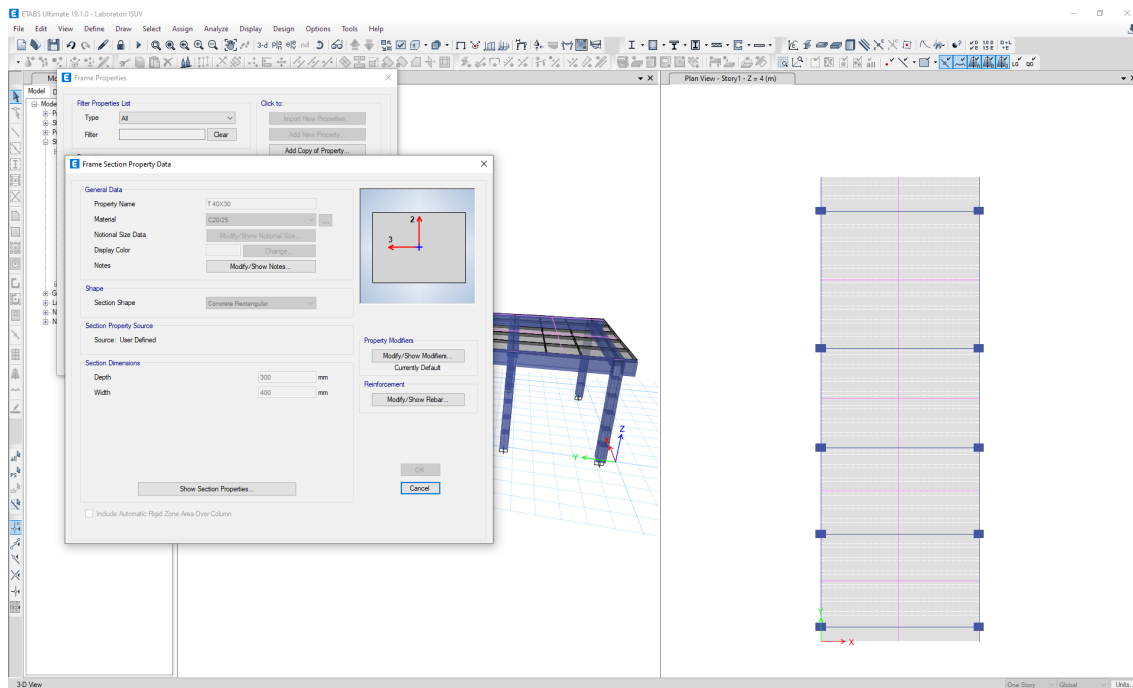 ETABS Ultimate 19.1.0 - Laboratori ISUV
File Edit View Define Draw Select Assign Analyze Display Design Options Tools Help
3-d
Plan View - Story1 - Z = 4 (m)
Model
Frame Properties
Filter Properties List
Type All
Filter Clear
Click to:
Import New Properties...
Add New Property...
Add Copy of Property...
Frame Section Property Data
General Data
Property Name T 40X30
Material C20/25 ...
Notional Size Data Modify/Show Notional Size...
Display Color Change...
Notes Modify/Show Notes...
Shape
Section Shape Concrete Rectangular
Section Property Source
Source: User Defined
Section Dimensions
Depth 300 mm
Width 400 mm
Show Section Properties...
Include Automatic Rigid Zone Area Over Column
2
3
Property Modifiers
Modify/Show Modifiers...
Currently Default
Reinforcement
Modify/Show Rebar...
OK
Cancel
Z
Y
Y
X
3-D View
One Story Global Units...